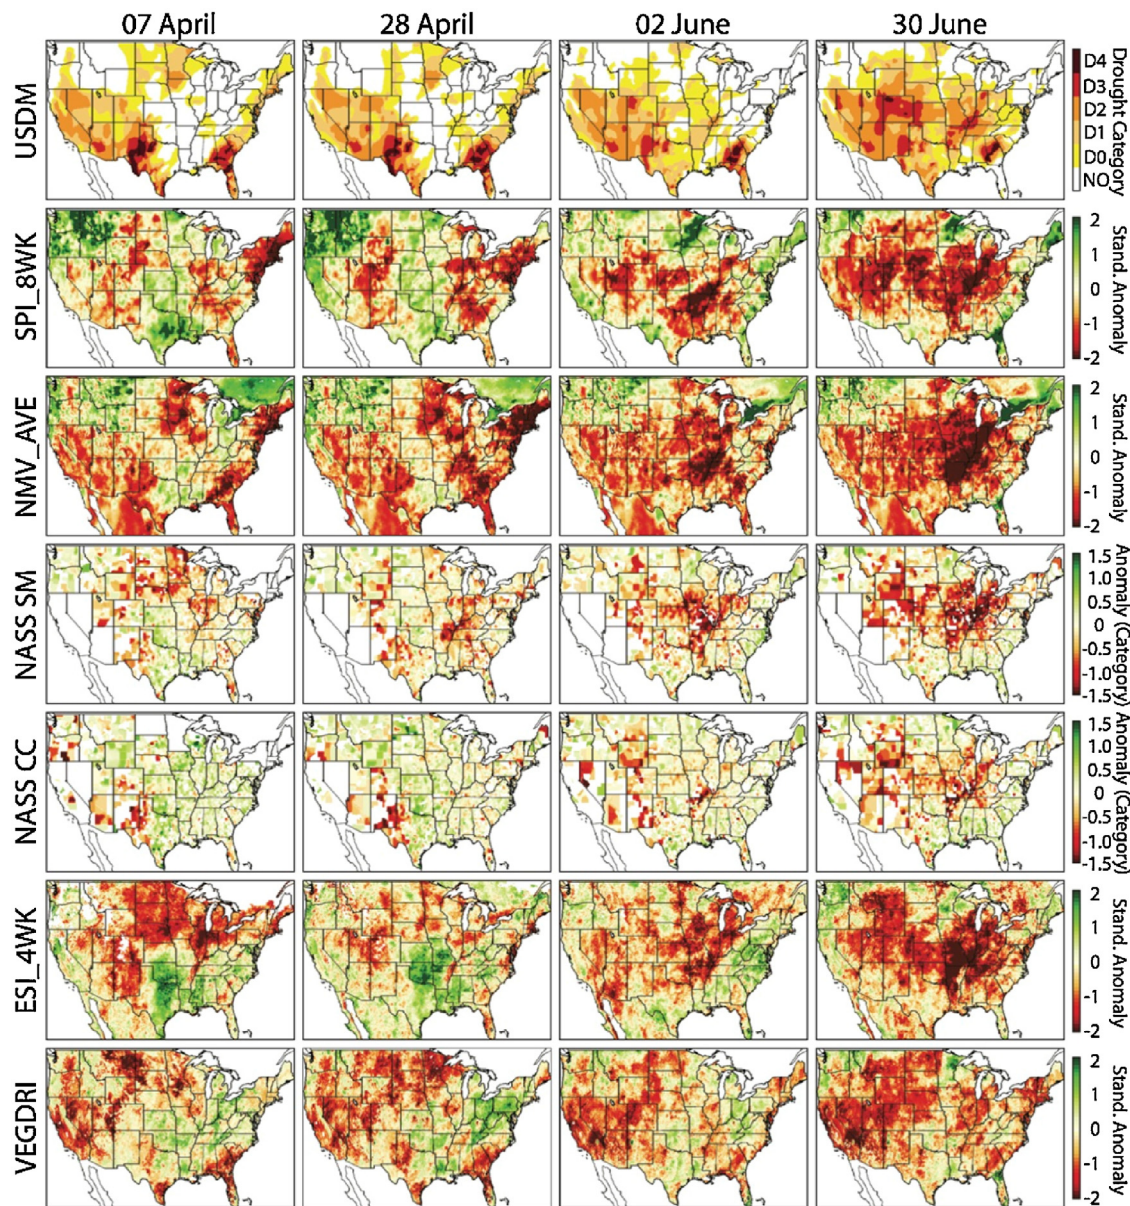 07 April
28 April
02 June
30 June
USDM
D4
D3
D2
D1
D0
NO
Drought Category
SPI_8WK
2
1
0
-1
-2
Stand. Anomaly
NMV_AVE
2
1
0
-1
-2
Stand. Anomaly
NASS SM
1.5
1.0
0.5
0
-0.5
-1.0
-1.5
Anomaly (Category)
NASS CC
1.5
1.0
0.5
0
-0.5
-1.0
-1.5
Anomaly (Category)
ESI_4WK
2
1
0
-1
-2
Stand. Anomaly
VEGDRI
2
1
0
-1
-2
Stand. Anomaly